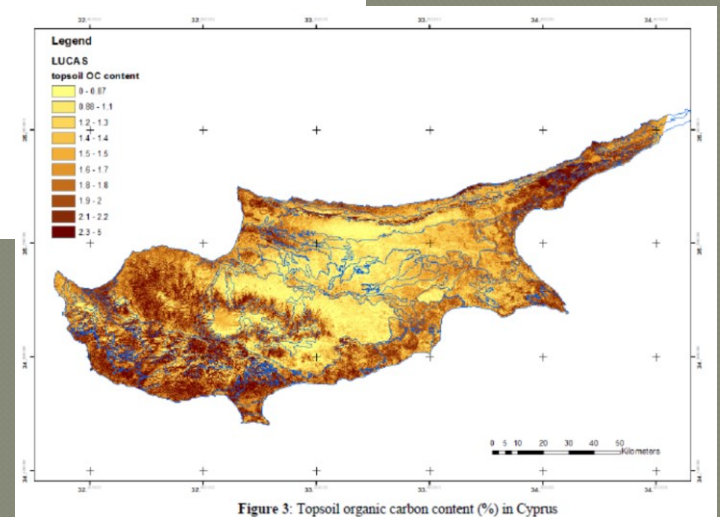 Legend
LUCAS
topsoil OC content
0 - 0.87
0.88 - 1.1
1.2 - 1.3
1.4 - 1.4
1.5 - 1.5
1.6 - 1.7
1.8 - 1.8
1.9 - 2
2.1 - 2.2
2.3 - 5
0 5 10 20 30 40 50
Kilometers
Figure 3: Topsoil organic carbon content (%) in Cyprus